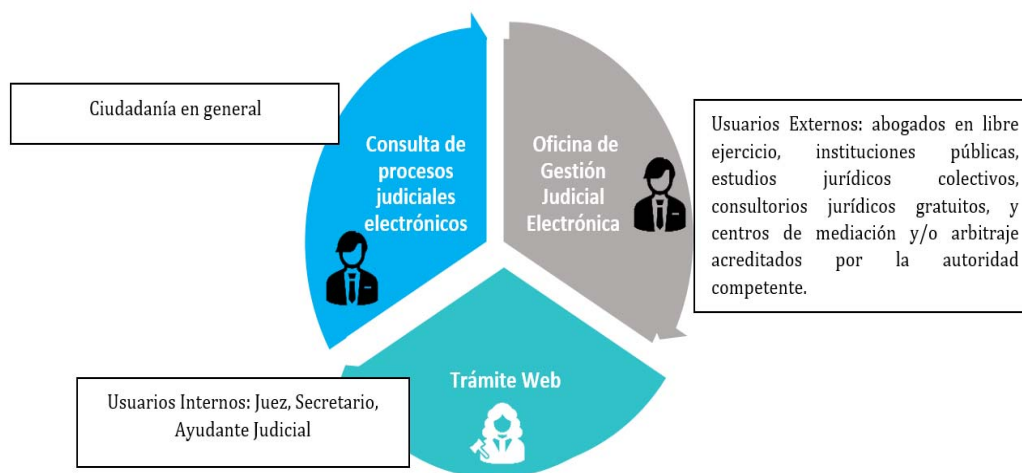 Ciudadanía en general
Consulta de
procesos
judiciales
electrónicos
Oficina de
Gestión
Judicial
Electrónica
Usuarios Externos: abogados en libre
ejercicio, instituciones públicas,
estudios jurídicos colectivos,
consultorios jurídicos gratuitos, y
centros de mediación y/o arbitraje
acreditados por la autoridad
competente.
Trámite Web
Usuarios Internos: Juez, Secretario,
Ayudante Judicial